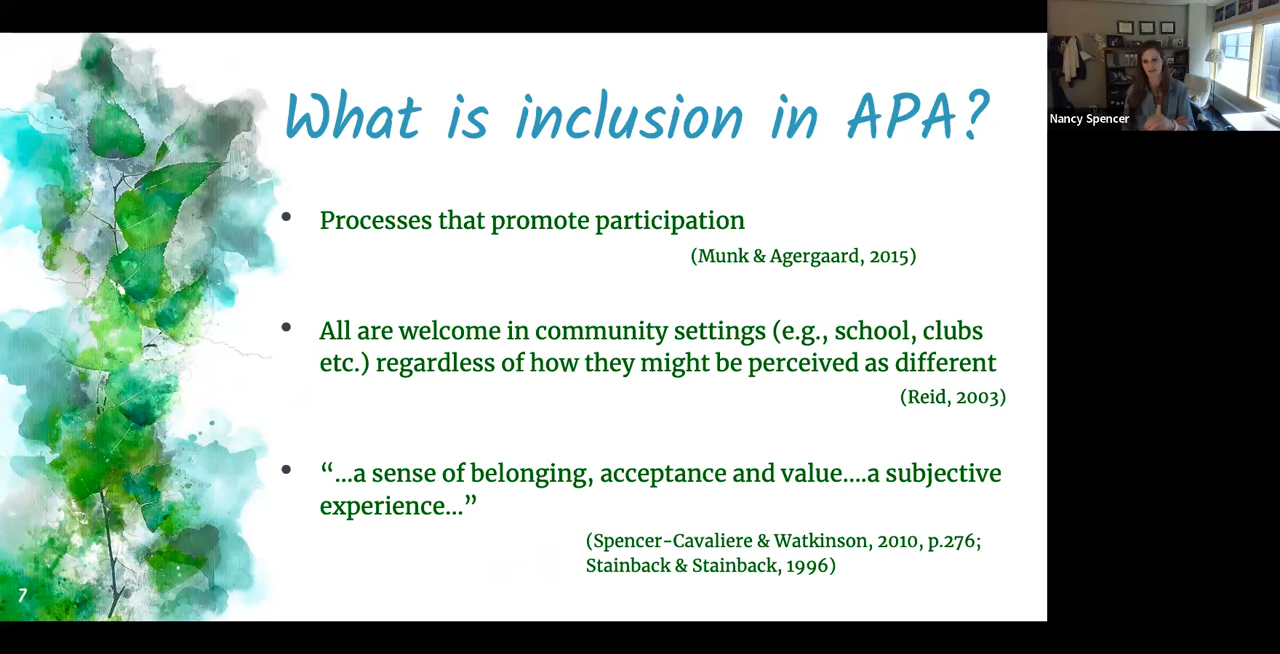 What is inclusion in APA?
Nancy Spencer
• Processes that promote participation
(Munk & Agergaard, 2015)
• All are welcome in community settings (e.g., school, clubs
etc.) regardless of how they might be perceived as different
(Reid, 2003)
• “...a sense of belonging, acceptance and value....a subjective
experience...”
(Spencer-Cavaliere & Watkinson, 2010, p.276;
Stainback & Stainback, 1996)
7